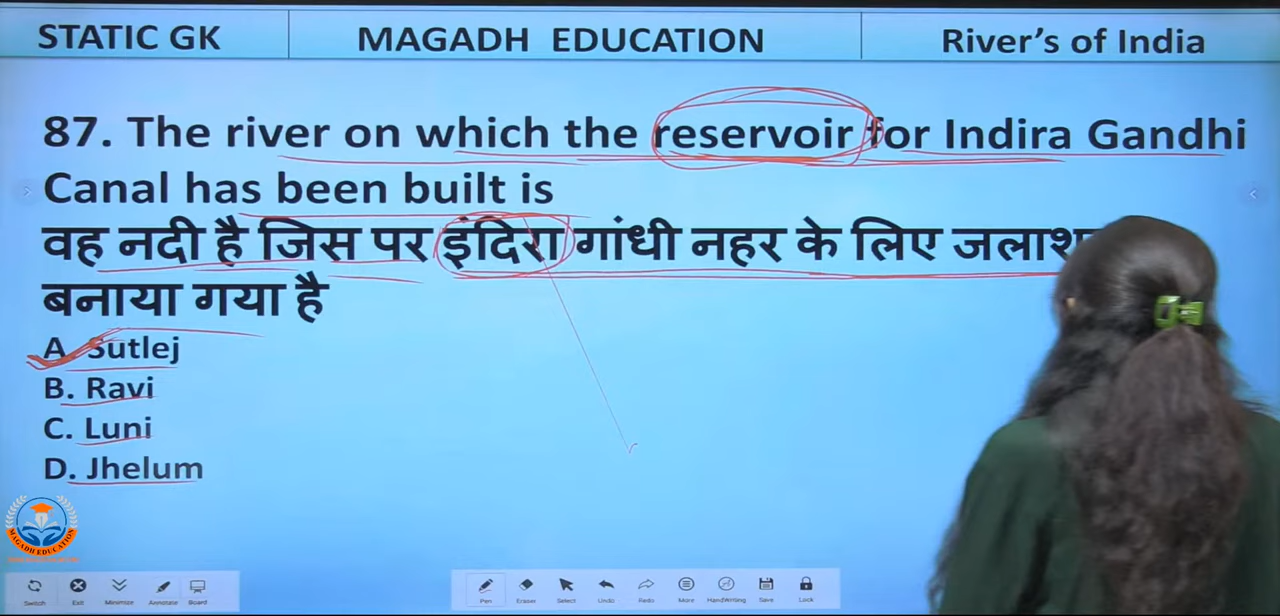 STATIC GK
MAGADH EDUCATION
River's of India
87. The river on which the reservoir for Indira Gandhi
Canal has been built is
वह नदी है जिस पर इंदिरा गांधी नहर के लिए
बनाया गया है
A. Sutlej
B. Ravi
C. Luni
D. Jhelum
MAGADH EDUCATION
Switch
Exit
Minimize
Annotate
Board
Pen
Eraser
Select
Undo
Redo
More
HandWriting
Save
Lock